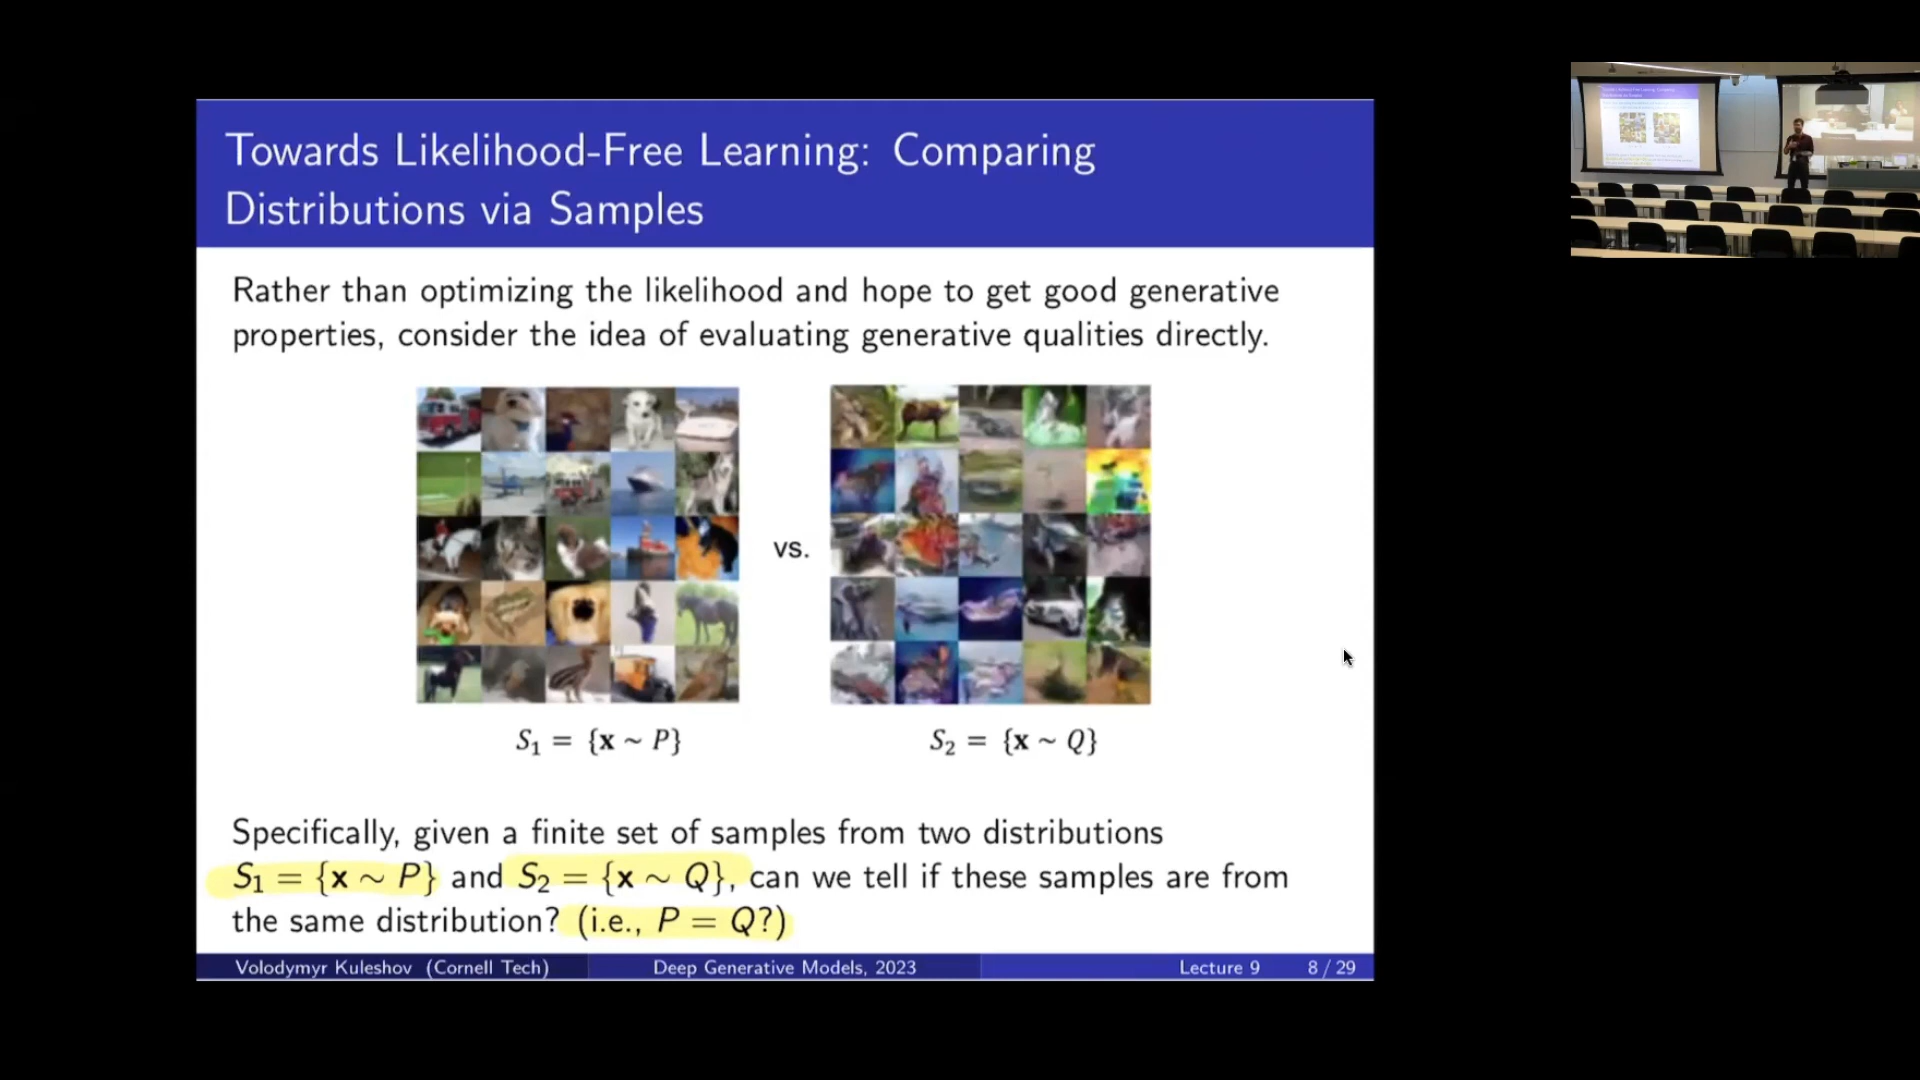 Towards Likelihood-Free Learning: Comparing
Distributions via Samples
Rather than optimizing the likelihood and hope to get good generative
properties, consider the idea of evaluating generative qualities directly.
vs.
S₁ = {x ∼ P}
S₂ = {x ∼ Q}
Specifically, given a finite set of samples from two distributions
S₁ = {x ∼ P} and S₂ = {x ∼ Q}, can we tell if these samples are from
the same distribution? (i.e., P = Q?)
Volodymyr Kuleshov (Cornell Tech) Deep Generative Models, 2023 Lecture 9 8 / 29